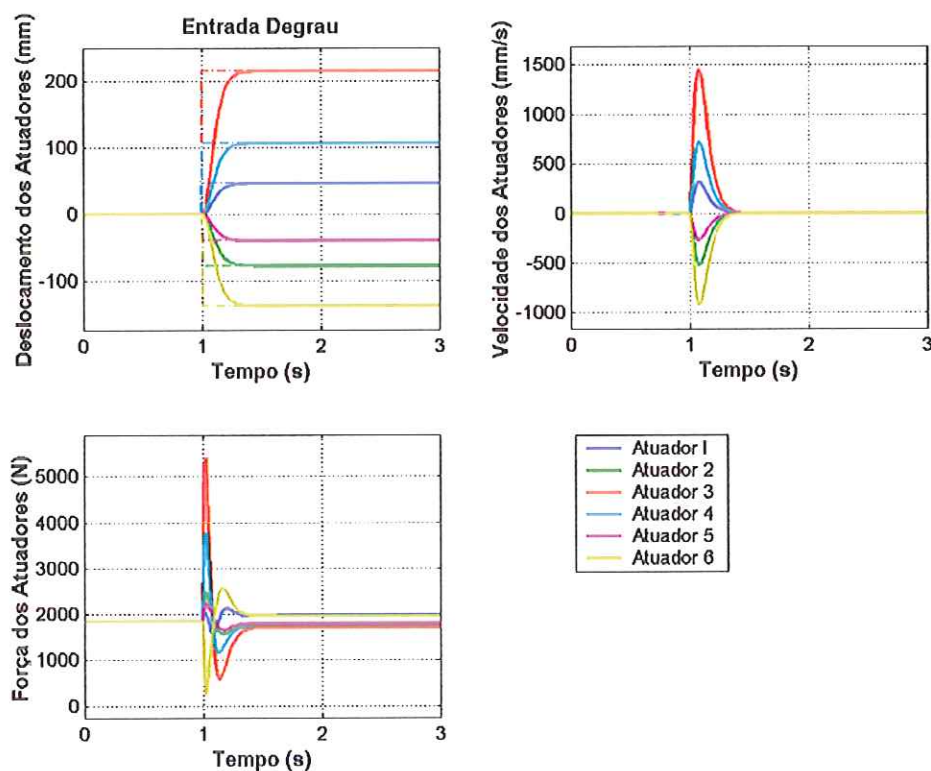 Entrada Degrau
Deslocamento dos Atuadores (mm)
200
100
0
-100
0
1
2
3
Tempo (s)
Velocidade dos Atuadores (mm/s)
1500
1000
500
0
-500
-1000
0
1
2
3
Tempo (s)
Força dos Atuadores (N)
5000
4000
3000
2000
1000
0
0
1
2
3
Tempo (s)
Atuador 1
Atuador 2
Atuador 3
Atuador 4
Atuador 5
Atuador 6